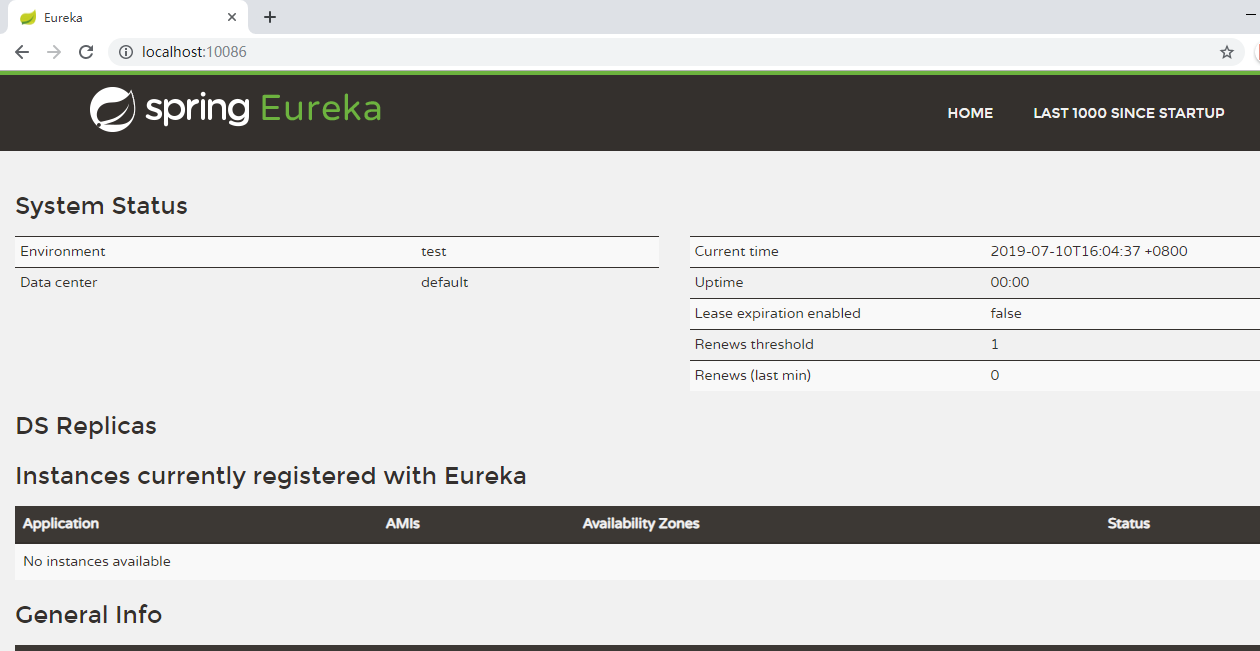 Eureka
localhost:10086
spring Eureka
HOME LAST 1000 SINCE STARTUP
System Status
Environment test
Data center default
Current time 2019-07-10T16:04:37 +0800
Uptime 00:00
Lease expiration enabled false
Renews threshold 1
Renews (last min) 0
DS Replicas
Instances currently registered with Eureka
Application AMIs Availability Zones Status
No instances available
General Info